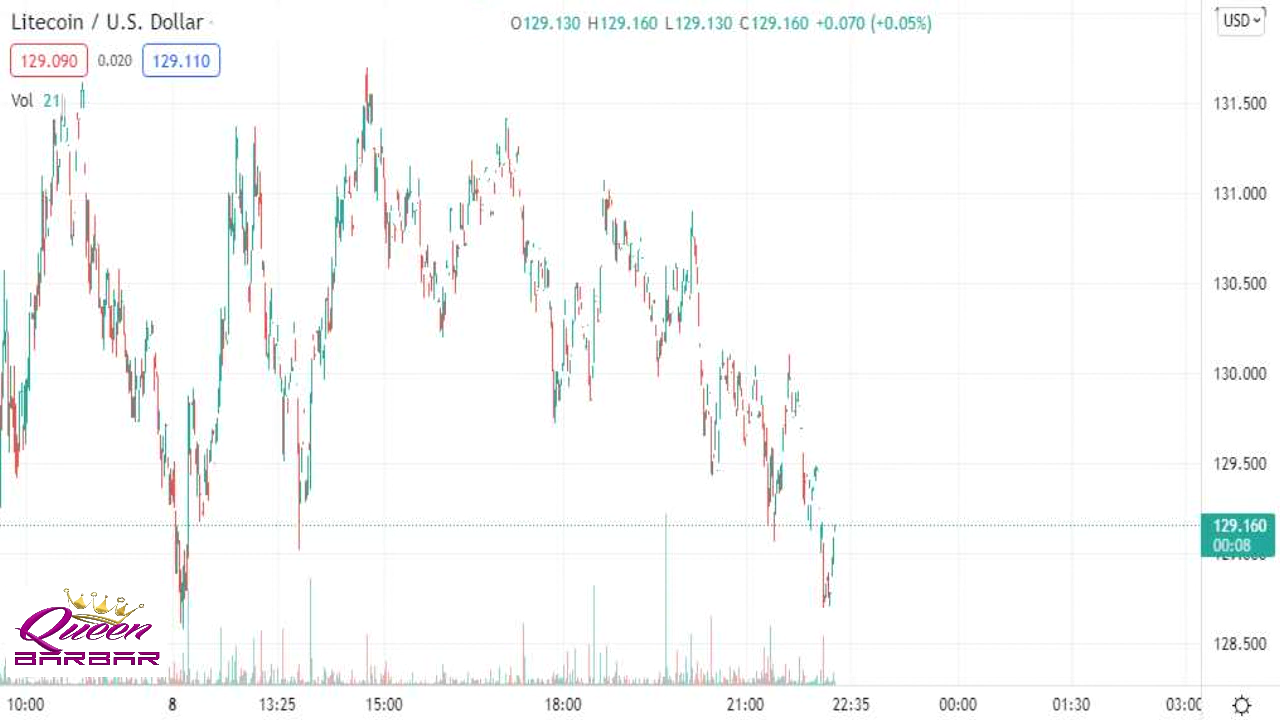 Litecoin / U.S. Dollar
O129.130 H129.160 L129.130 C129.160 +0.070 (+0.05%)
USD
129.090 0.020 129.110
Vol 21
131.500
131.000
130.500
130.000
129.500
129.160
00:08
128.500
Queen
BARBAR
10:00 8 13:25 15:00 18:00 21:00 22:35 00:00 01:30 03:00